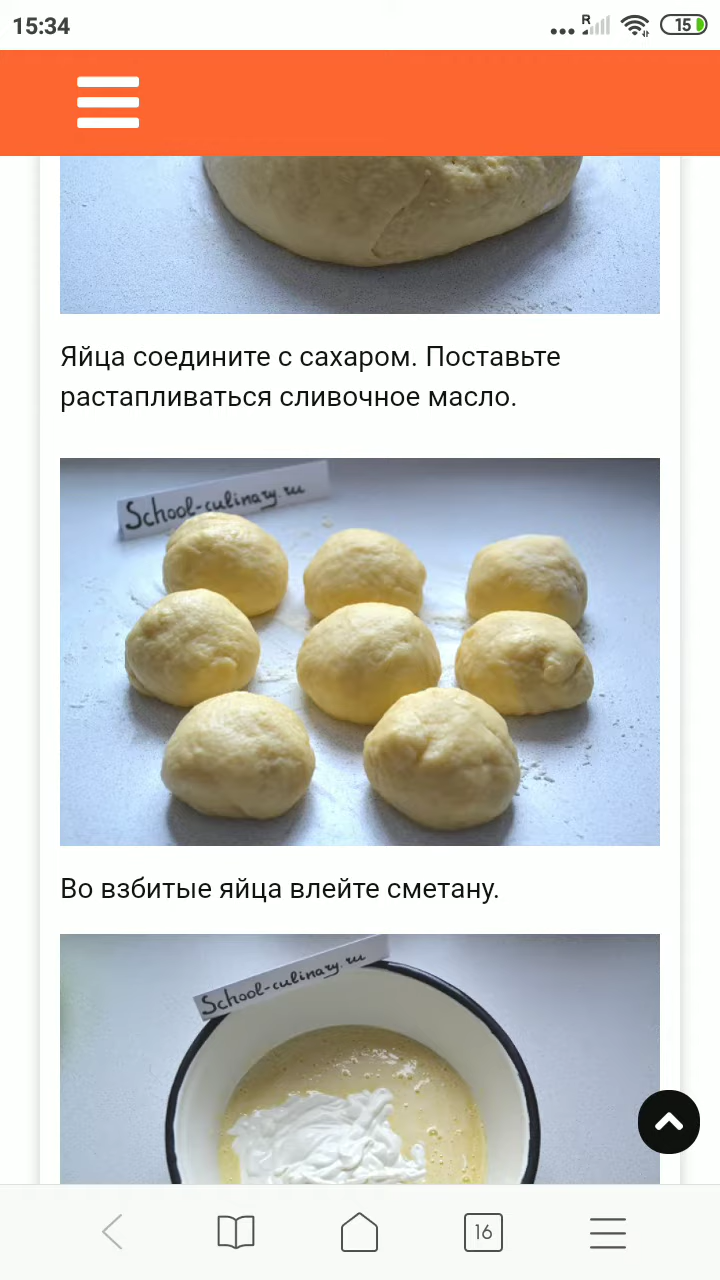 15:34
R
15
Яйца соедините с сахаром. Поставьте
растапливаться сливочное масло.
School-culinary.ru
Во взбитые яйца влейте сметану.
School-culinary.ru
16